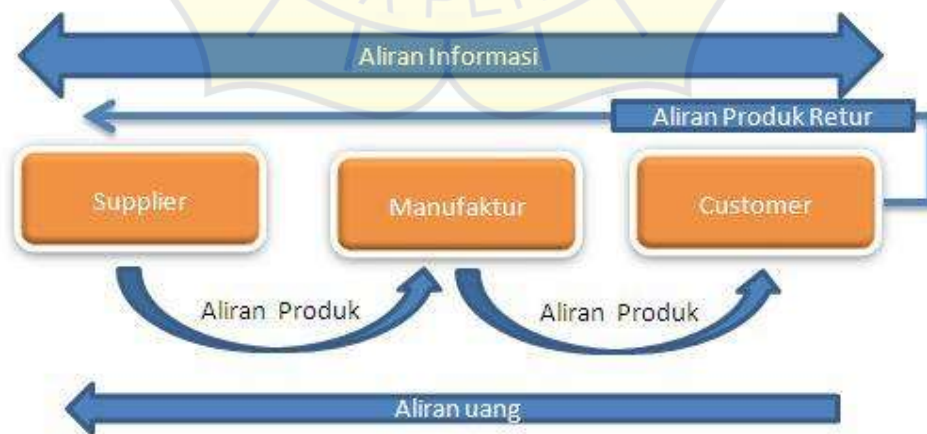 Aliran Informasi
Aliran Produk Retur
Supplier
Manufaktur
Customer
Aliran Produk
Aliran Produk
Aliran uang